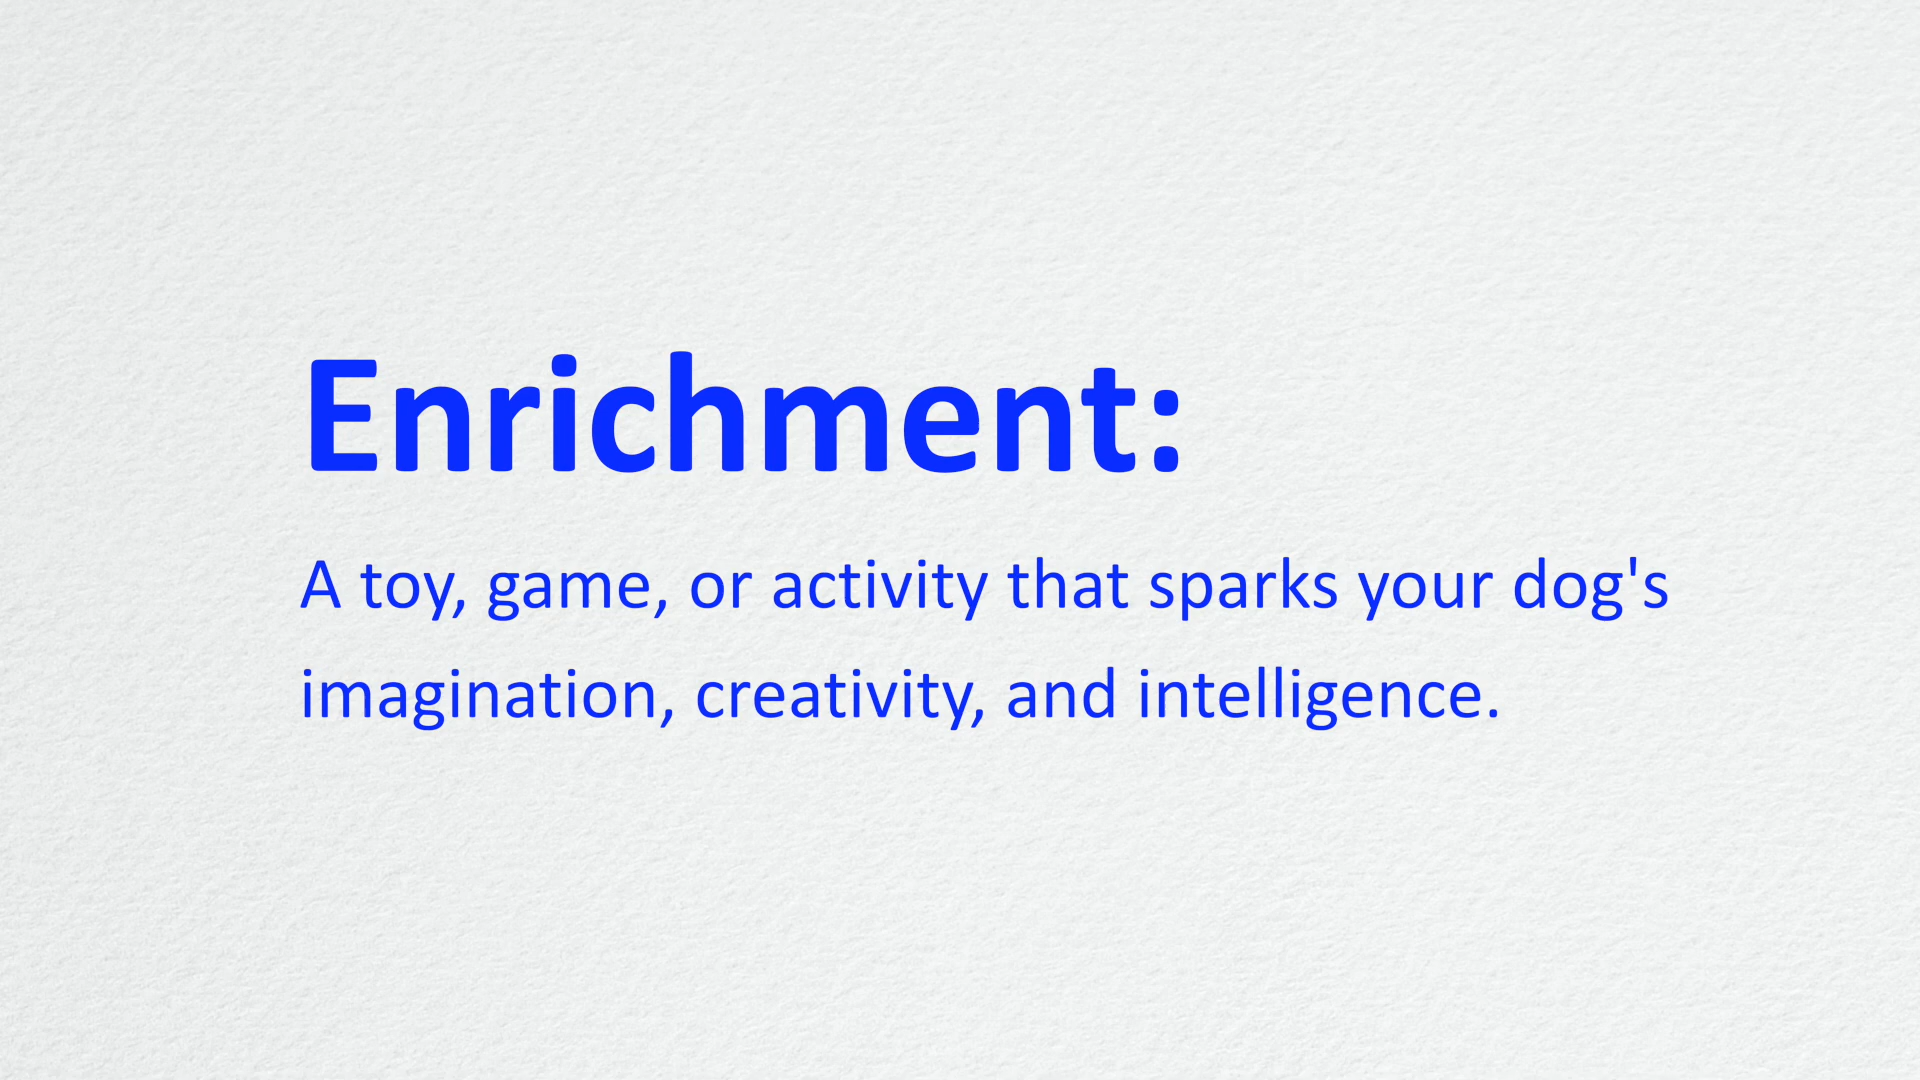 Enrichment:
A toy, game, or activity that sparks your dog's
imagination, creativity, and intelligence.